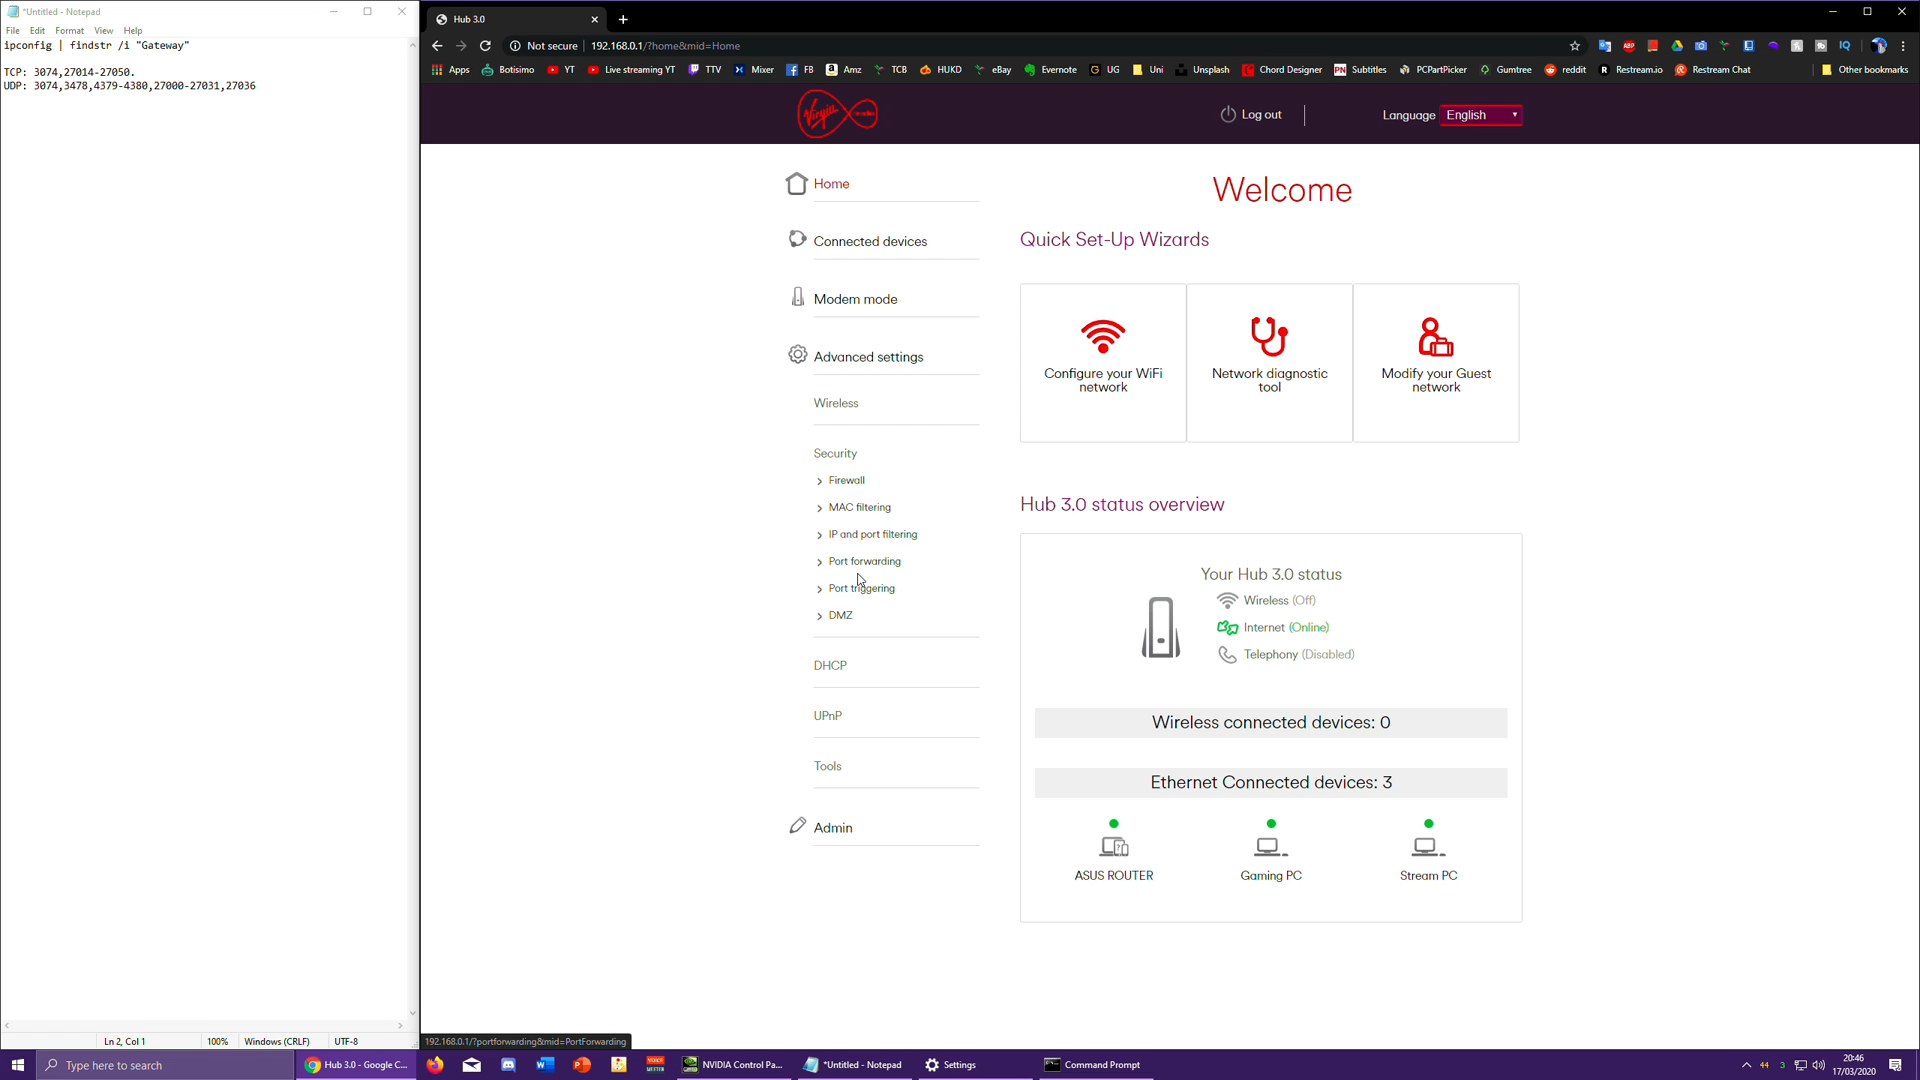 *Untitled - Notepad
File Edit Format View Help
ipconfig | findstr /i "Gateway"
TCP: 3074,27014-27050.
UDP: 3074,3478,4379-4380,27000-27031,27036
Ln 2, Col 1 100% Windows (CRLF) UTF-8
Hub 3.0
Not secure 192.168.0.1/?home&mid=Home
Apps Botisimo YT Live streaming YT TTV Mixer FB Amz TCB HUKD eBay Evernote UG Uni Unsplash Chord Designer Subtitles PCPartPicker Gumtree reddit Restream.io Restream Chat Other bookmarks
Virgin
Log out
Language English
Home
Connected devices
Modem mode
Advanced settings
Wireless
Security
Firewall
MAC filtering
IP and port filtering
Port forwarding
Port triggering
DMZ
DHCP
UPnP
Tools
Admin
Welcome
Quick Set-Up Wizards
Configure your WiFi
network
Network diagnostic
tool
Modify your Guest
network
Hub 3.0 status overview
Your Hub 3.0 status
Wireless (Off)
Internet (Online)
Telephony (Disabled)
Wireless connected devices: 0
Ethernet Connected devices: 3
ASUS ROUTER Gaming PC Stream PC
192.168.0.1/?portforwarding&mid=PortForwarding
Type here to search
Hub 3.0 - Google C...
NVIDIA Control Pa...
*Untitled - Notepad
Settings
Command Prompt
44 3
20:46
17/03/2020